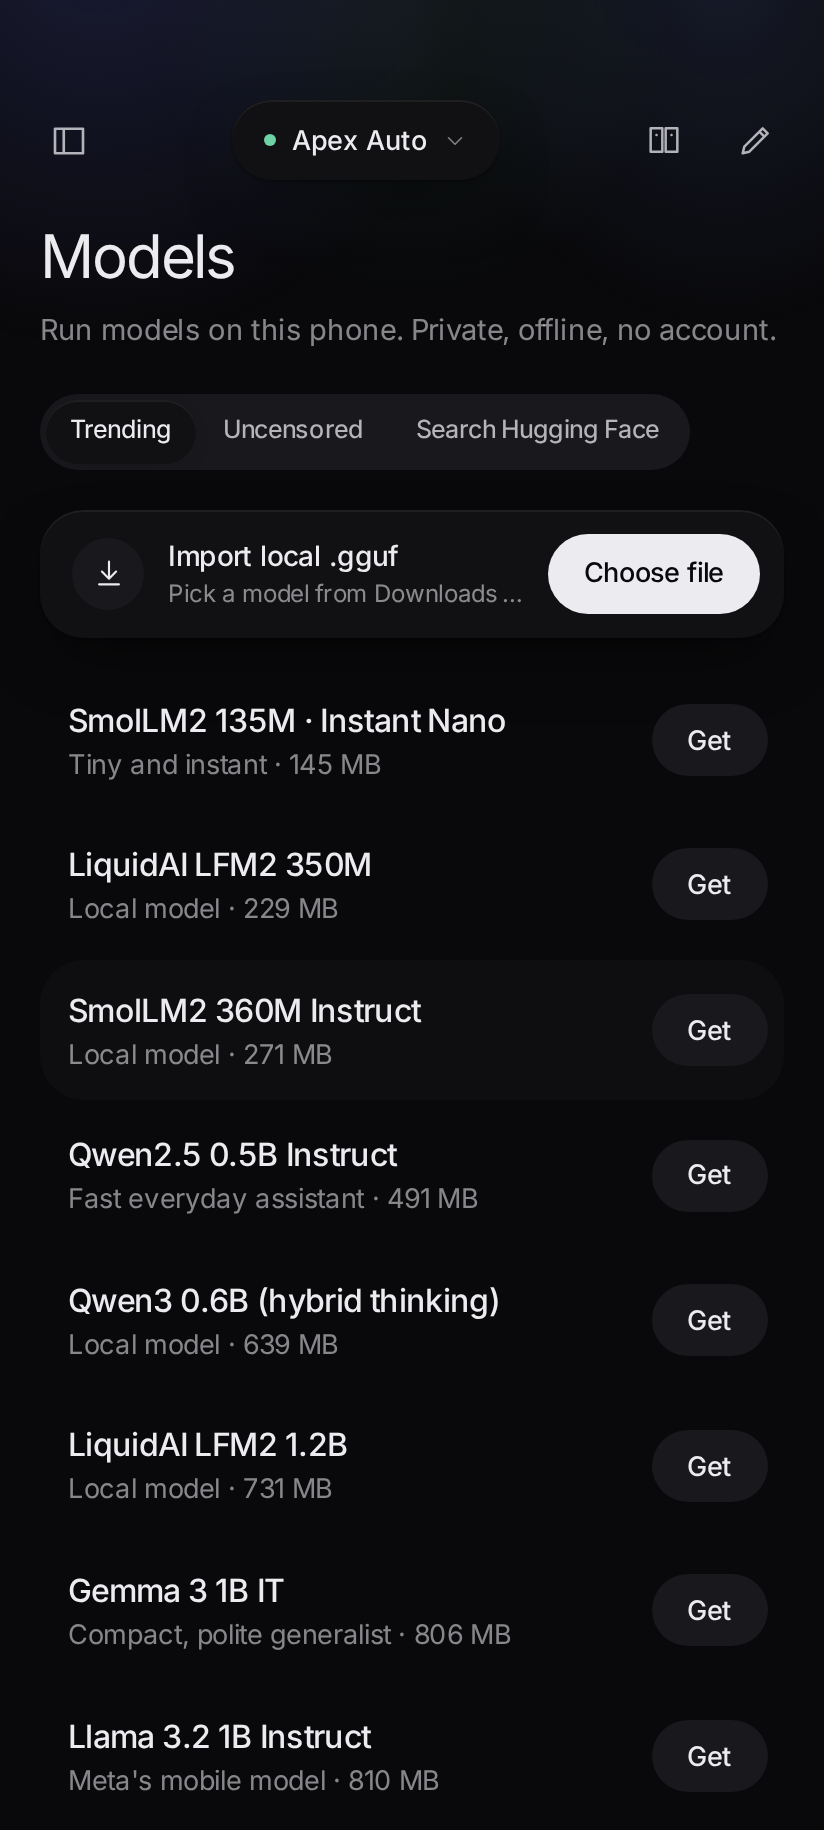 Apex Auto
Models
Run models on this phone. Private, offline, no account.
Trending
Uncensored
Search Hugging Face
Import local .gguf
Pick a model from Downloads ...
Choose file
SmolLM2 135M · Instant Nano
Tiny and instant · 145 MB
Get
LiquidAI LFM2 350M
Local model · 229 MB
Get
SmolLM2 360M Instruct
Local model · 271 MB
Get
Qwen2.5 0.5B Instruct
Fast everyday assistant · 491 MB
Get
Qwen3 0.6B (hybrid thinking)
Local model · 639 MB
Get
LiquidAI LFM2 1.2B
Local model · 731 MB
Get
Gemma 3 1B IT
Compact, polite generalist · 806 MB
Get
Llama 3.2 1B Instruct
Meta's mobile model · 810 MB
Get